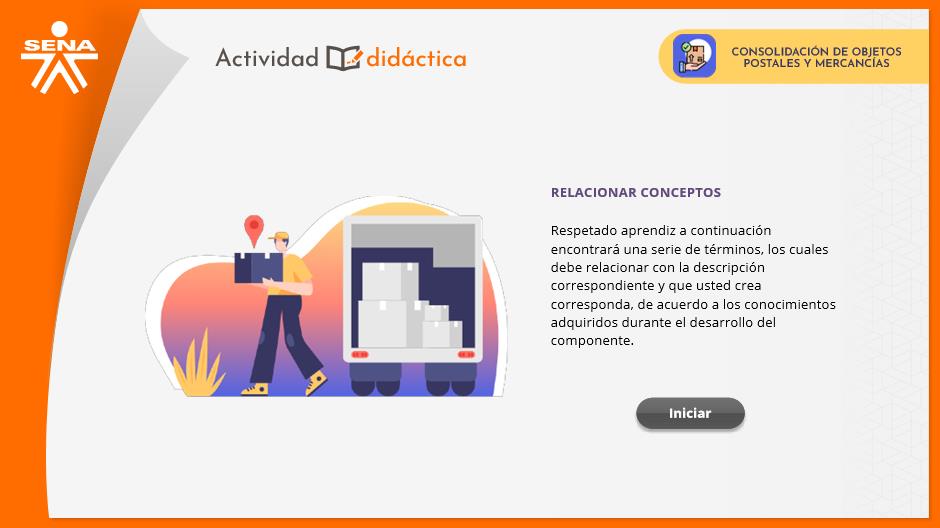 SENA
Actividad didáctica
CONSOLIDACIÓN DE OBJETOS
POSTALES Y MERCANCÍAS
RELACIONAR CONCEPTOS
Respetado aprendiz a continuación
encontrará una serie de términos, los cuales
debe relacionar con la descripción
correspondiente y que usted crea
corresponda, de acuerdo a los conocimientos
adquiridos durante el desarrollo del
componente.
Iniciar